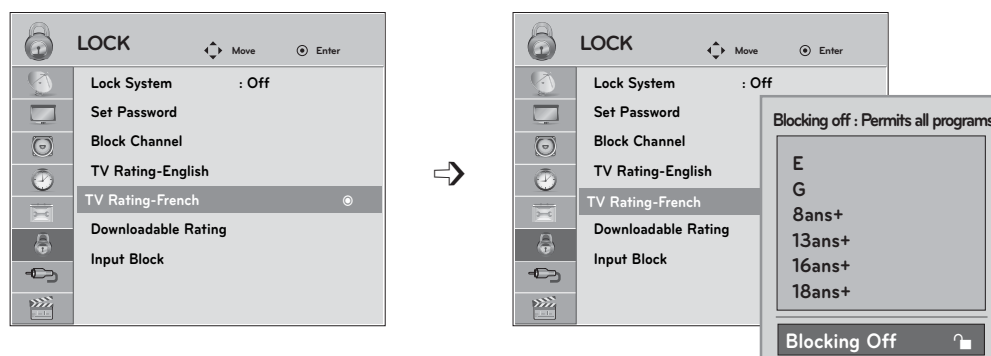 LOCK
Move
Enter
Lock System : Off
Set Password
Block Channel
TV Rating-English
TV Rating-French
Downloadable Rating
Input Block
LOCK
Move
Enter
Lock System : Off
Set Password
Block Channel
TV Rating-English
TV Rating-French
Downloadable Rating
Input Block
Blocking off : Permits all programs
E
G
8ans+
13ans+
16ans+
18ans+
Blocking Off